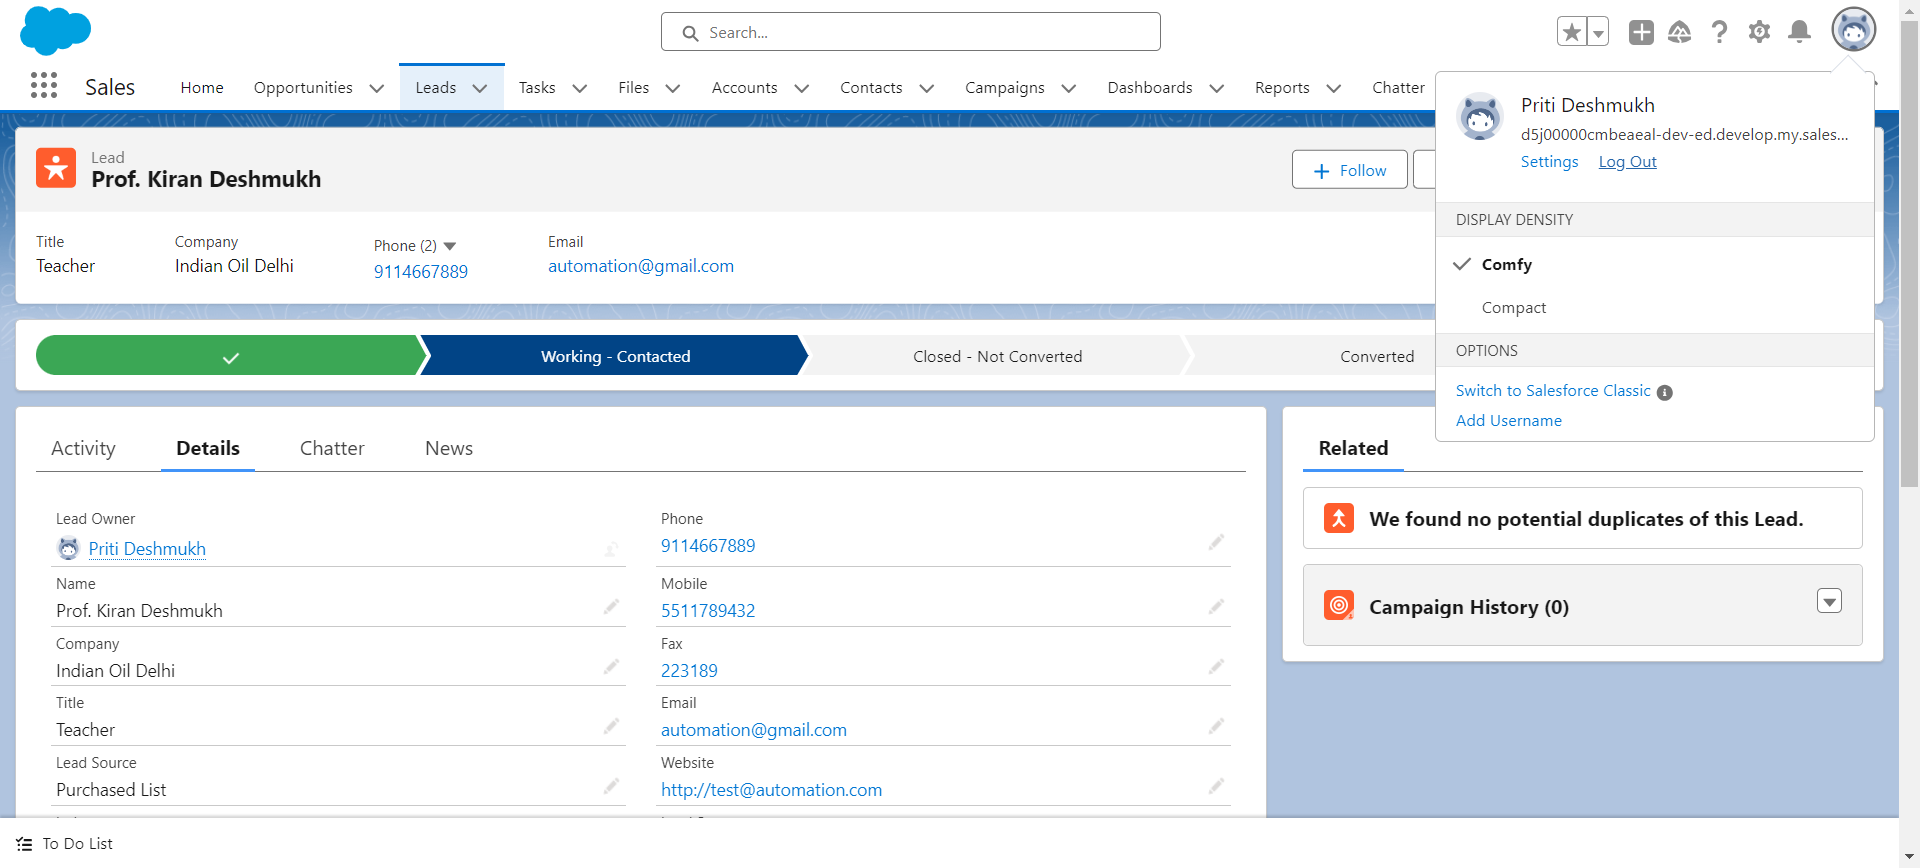 Search...
Sales
Home
Opportunities
Leads
Tasks
Files
Accounts
Contacts
Campaigns
Dashboards
Reports
Chatter
Priti Deshmukh
d5j00000cmbeaeal-dev-ed.develop.my.sales...
Settings
Log Out
DISPLAY DENSITY
Comfy
Compact
OPTIONS
Switch to Salesforce Classic
Add Username
Lead
Prof. Kiran Deshmukh
Follow
Title
Teacher
Company
Indian Oil Delhi
Phone (2)
9114667889
Email
automation@gmail.com
Working - Contacted
Closed - Not Converted
Converted
Activity
Details
Chatter
News
Lead Owner
Priti Deshmukh
Name
Prof. Kiran Deshmukh
Company
Indian Oil Delhi
Title
Teacher
Lead Source
Purchased List
Phone
9114667889
Mobile
5511789432
Fax
223189
Email
automation@gmail.com
Website
http://test@automation.com
Related
We found no potential duplicates of this Lead.
Campaign History (0)
To Do List